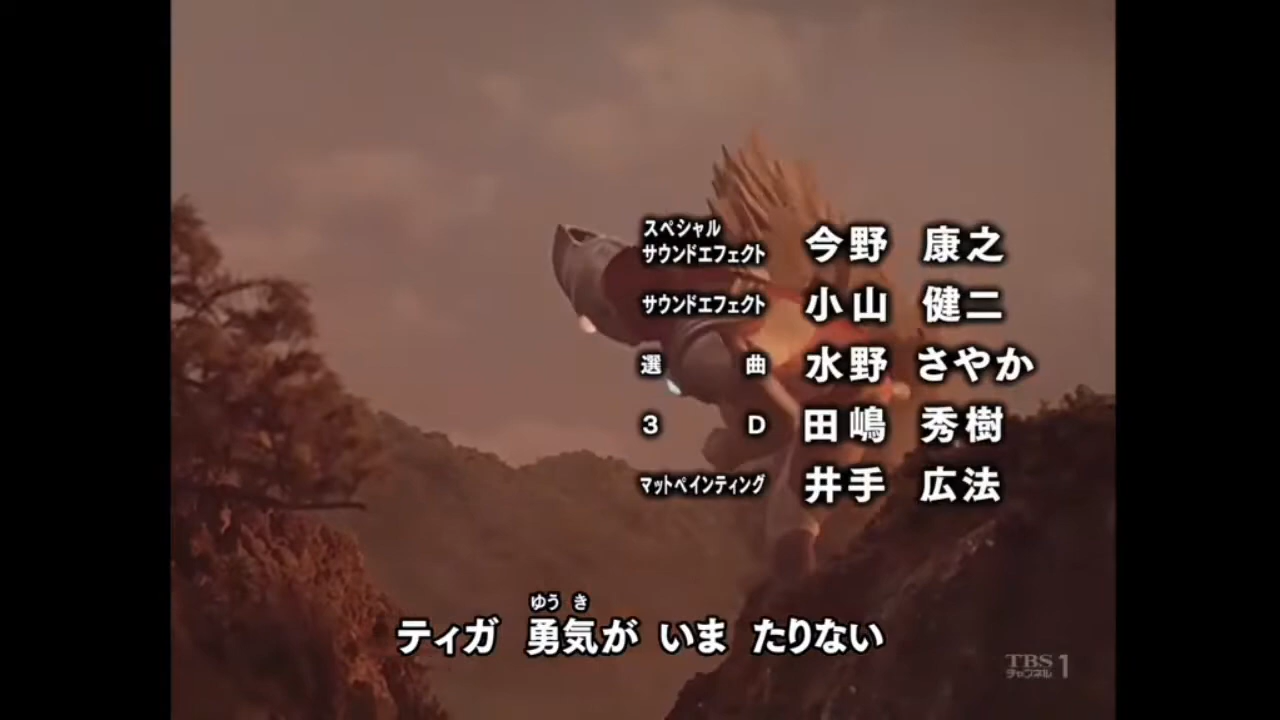 スペシャル
サウンドエフェクト 今野 康之
サウンドエフェクト 小山 健二
選曲 水野 さやか
3D 田嶋 秀樹
マットペインティング 井手 広法
ゆうき
ティガ 勇気が いま たりない
TBS
チャンネル1